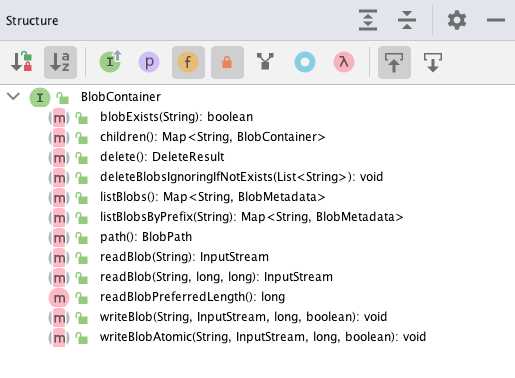 Structure
BlobContainer
blobExists(String): boolean
children(): Map<String, BlobContainer>
delete(): DeleteResult
deleteBlobsIgnoringIfNotExists(List<String>): void
listBlobs(): Map<String, BlobMetadata>
listBlobsByPrefix(String): Map<String, BlobMetadata>
path(): BlobPath
readBlob(String): InputStream
readBlob(String, long, long): InputStream
readBlobPreferredLength(): long
writeBlob(String, InputStream, long, boolean): void
writeBlobAtomic(String, InputStream, long, boolean): void